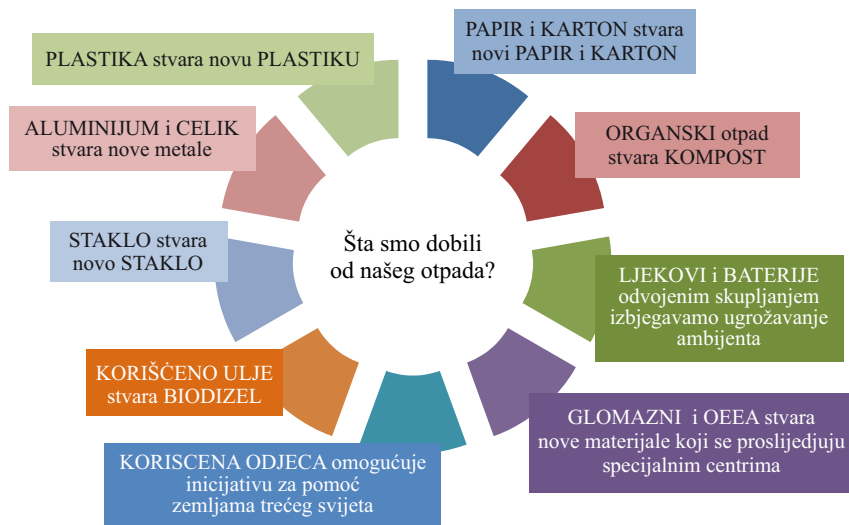 PAPIR i KARTON stvara
novi PAPIR i KARTON
PLASTIKA stvara novu PLASTIKU
ALUMINIJUM i CELIK
stvara nove metale
ORGANSKI otpad
stvara KOMPOST
STAKLO stvara
novo STAKLO
Šta smo dobili
od našeg otpada?
LJEKOVI i BATERIJE
odvojenim skupljanjem
izbjegavamo ugrožavanje
ambijenta
KORIŠĊENO ULJE
stvara BIODIZEL
GLOMAZNI i OEEA stvara
nove materijale koji se proslijedjuju
specijalnim centrima
KORISCENA ODJECA omogućuje
inicijativu za pomoć
zemljama trećeg svijeta